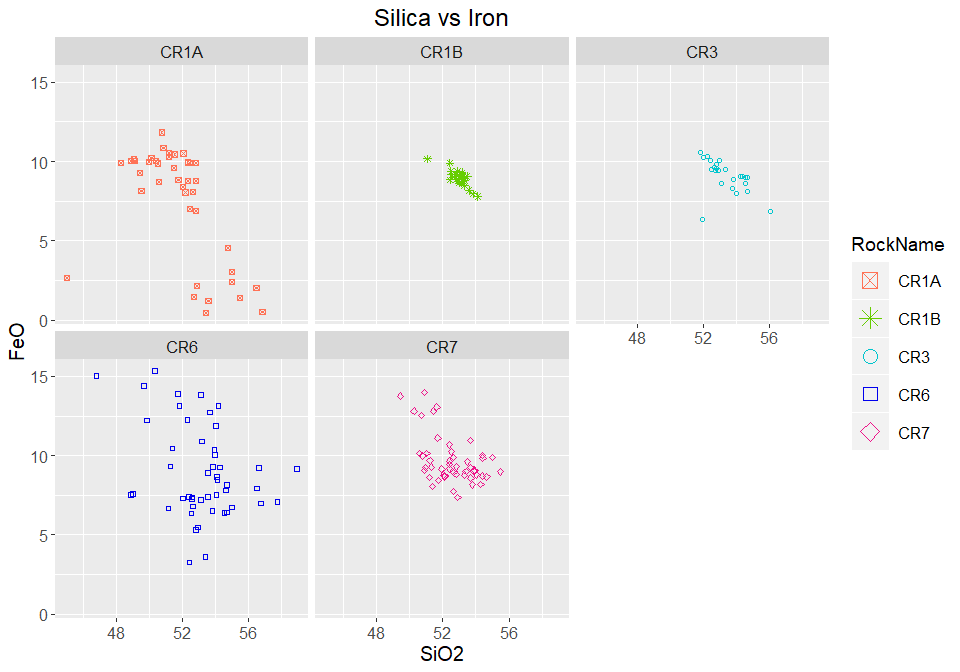 Silica vs Iron
CR1A CR1B CR3
15
10
5
0
48 52 56
FeO
CR6 CR7
15
10
5
0
48 52 56 48 52 56
SiO2
RockName
CR1A
CR1B
CR3
CR6
CR7